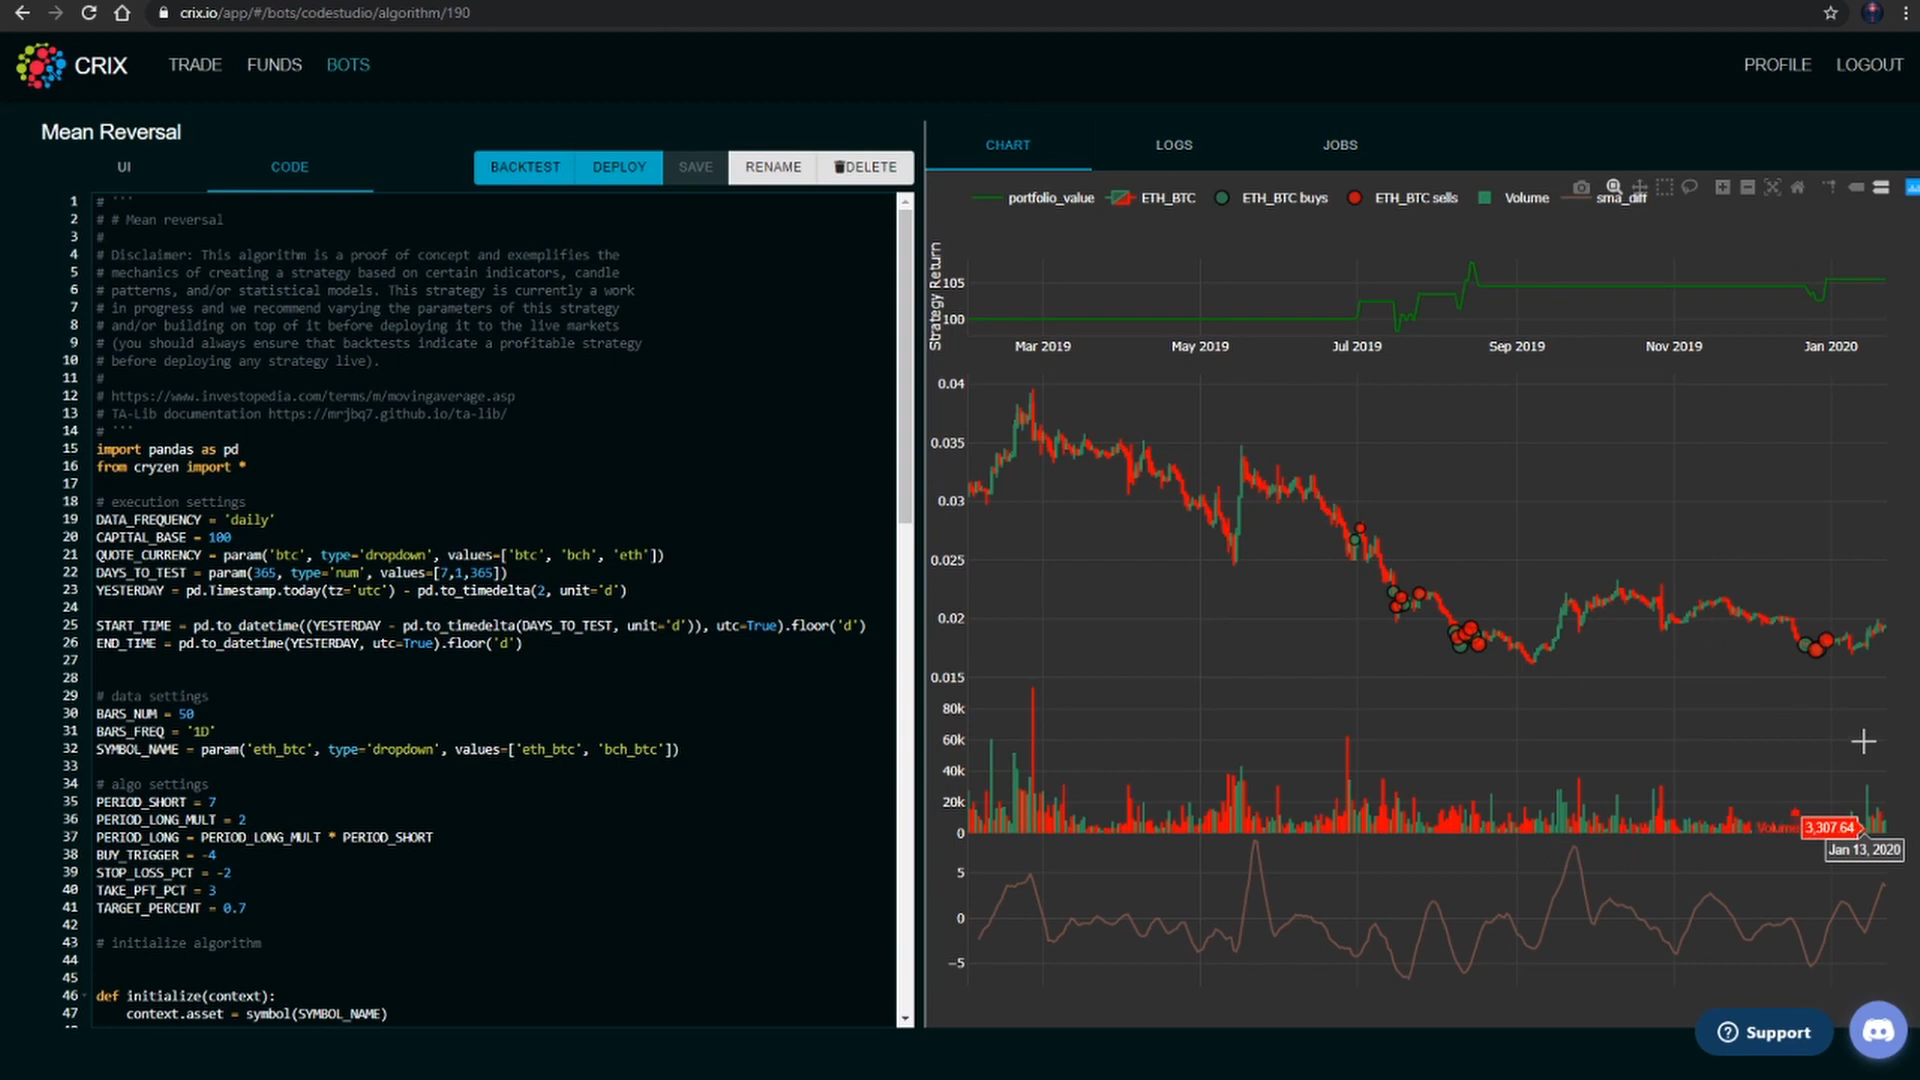 crix.io/app/#/bots/codestudio/algorithm/190
CRIX
TRADE
FUNDS
BOTS
PROFILE
LOGOUT
Mean Reversal
UI
CODE
BACKTEST
DEPLOY
SAVE
RENAME
DELETE
1 # ```
2 # # Mean reversal
3 #
4 # Disclaimer: This algorithm is a proof of concept and exemplifies the
5 # mechanics of creating a strategy based on certain indicators, candle
6 # patterns, and/or statistical models. This strategy is currently a work
7 # in progress and we recommend varying the parameters of this strategy
8 # and/or building on top of it before deploying it to the live markets
9 # (you should always ensure that backtests indicate a profitable strategy
10 # before deploying any strategy live).
11 #
12 # https://www.investopedia.com/terms/m/movingaverage.asp
13 # TA-Lib documentation https://mrjbq7.github.io/ta-lib/
14 # ```
15 import pandas as pd
16 from cryzen import *
17
18 # execution settings
19 DATA_FREQUENCY = 'daily'
20 CAPITAL_BASE = 100
21 QUOTE_CURRENCY = param('btc', type='dropdown', values=['btc', 'bch', 'eth'])
22 DAYS_TO_TEST = param(365, type='num', values=[7,1,365])
23 YESTERDAY = pd.Timestamp.today(tz='utc') - pd.to_timedelta(2, unit='d')
24
25 START_TIME = pd.to_datetime((YESTERDAY - pd.to_timedelta(DAYS_TO_TEST, unit='d')), utc=True).floor('d')
26 END_TIME = pd.to_datetime(YESTERDAY, utc=True).floor('d')
27
28
29 # data settings
30 BARS_NUM = 50
31 BARS_FREQ = '1D'
32 SYMBOL_NAME = param('eth_btc', type='dropdown', values=['eth_btc', 'bch_btc'])
33
34 # algo settings
35 PERIOD_SHORT = 7
36 PERIOD_LONG_MULT = 2
37 PERIOD_LONG = PERIOD_LONG_MULT * PERIOD_SHORT
38 BUY_TRIGGER = -4
39 STOP_LOSS_PCT = -2
40 TAKE_PFT_PCT = 3
41 TARGET_PERCENT = 0.7
42
43 # initialize algorithm
44
45
46 def initialize(context):
47 context.asset = symbol(SYMBOL_NAME)
CHART
LOGS
JOBS
portfolio_value
ETH_BTC
ETH_BTC buys
ETH_BTC sells
Volume
sma_diff
Strategy Return
105
100
Mar 2019
May 2019
Jul 2019
Sep 2019
Nov 2019
Jan 2020
0.04
0.035
0.03
0.025
0.02
0.015
80k
60k
40k
20k
0
Volume
3,307.64
Jan 13, 2020
5
0
−5
? Support